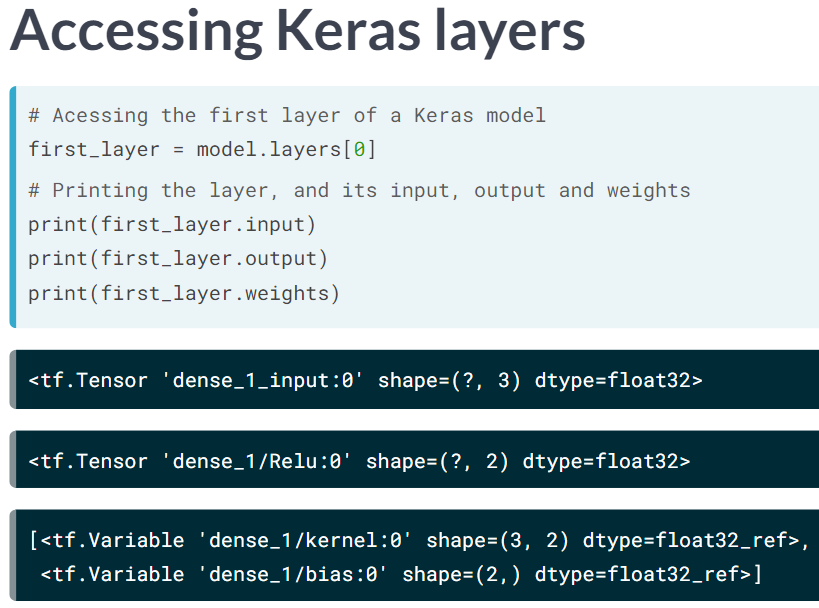 Accessing Keras layers
# Acessing the first layer of a Keras model
first_layer = model.layers[0]
# Printing the layer, and its input, output and weights
print(first_layer.input)
print(first_layer.output)
print(first_layer.weights)
<tf.Tensor 'dense_1_input:0' shape=(?, 3) dtype=float32>
<tf.Tensor 'dense_1/Relu:0' shape=(?, 2) dtype=float32>
[<tf.Variable 'dense_1/kernel:0' shape=(3, 2) dtype=float32_ref>,
<tf.Variable 'dense_1/bias:0' shape=(2,) dtype=float32_ref>]